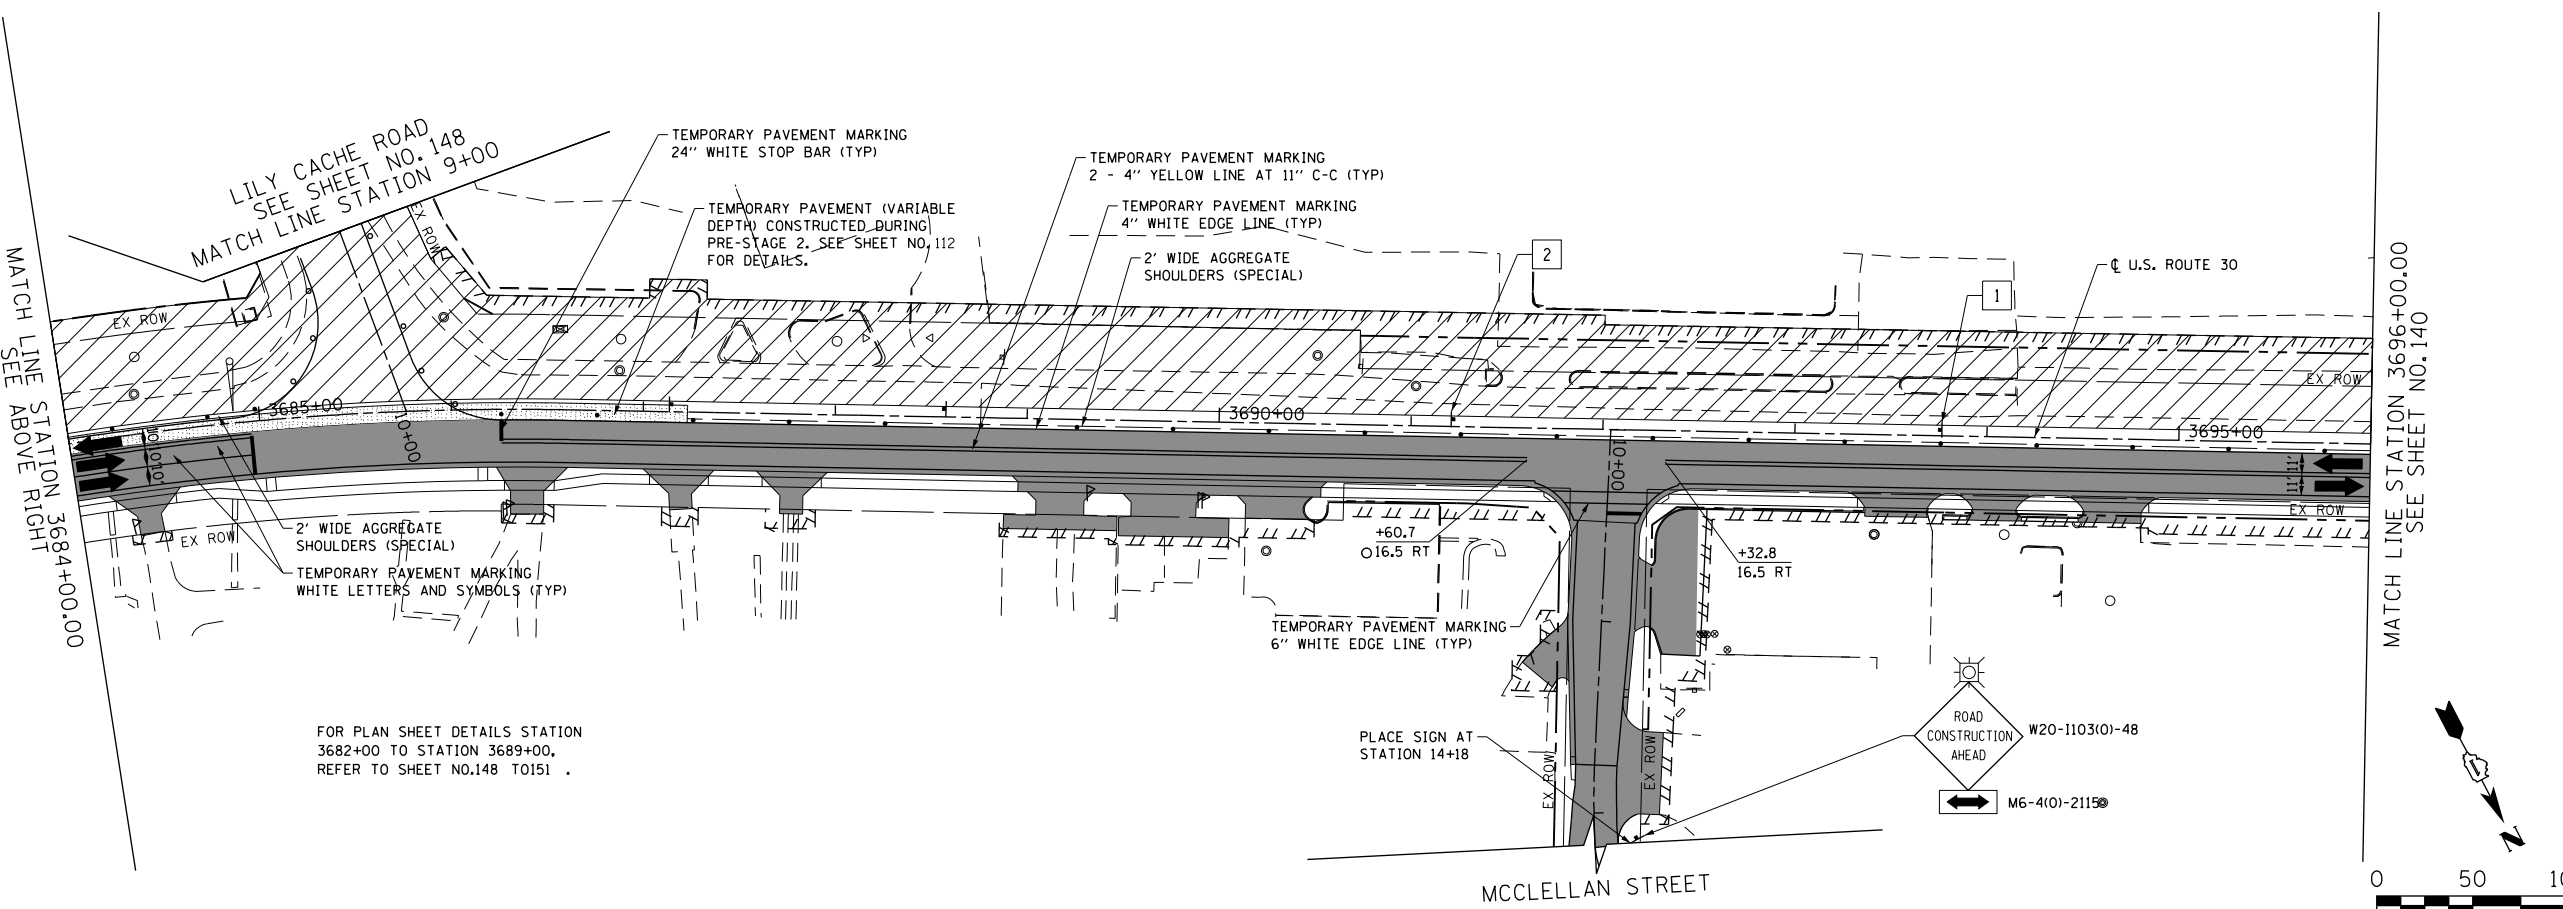 LILY CACHE ROAD
SEE SHEET NO. 148
MATCH LINE STATION 9+00
MATCH LINE STATION 3684+00.00
SEE ABOVE RIGHT
TEMPORARY PAVEMENT MARKING
24" WHITE STOP BAR (TYP)
TEMPORARY PAVEMENT (VARIABLE
DEPTH) CONSTRUCTED DURING
PRE-STAGE 2. SEE SHEET NO. 112
FOR DETAILS.
TEMPORARY PAVEMENT MARKING
2 - 4" YELLOW LINE AT 11" C-C (TYP)
TEMPORARY PAVEMENT MARKING
4" WHITE EDGE LINE (TYP)
2' WIDE AGGREGATE
SHOULDERS (SPECIAL)
2
1
℄ U.S. ROUTE 30
MATCH LINE STATION 3696+00.00
SEE SHEET NO. 140
EX ROW
EX ROW
EX ROW
3685+00
3690+00
3695+00
10+00
10+00
10'
10'
10'
11'
11'
EX ROW
EX ROW
2' WIDE AGGREGATE
SHOULDERS (SPECIAL)
TEMPORARY PAVEMENT MARKING
WHITE LETTERS AND SYMBOLS (TYP)
+60.7
16.5 RT
+32.8
16.5 RT
TEMPORARY PAVEMENT MARKING
6" WHITE EDGE LINE (TYP)
FOR PLAN SHEET DETAILS STATION
3682+00 TO STATION 3689+00,
REFER TO SHEET NO.148 TO151 .
PLACE SIGN AT
STATION 14+18
EX ROW
EX ROW
ROAD
CONSTRUCTION
AHEAD
W20-I103(0)-48
M6-4(0)-2115
MCCLELLAN STREET
N
0 50